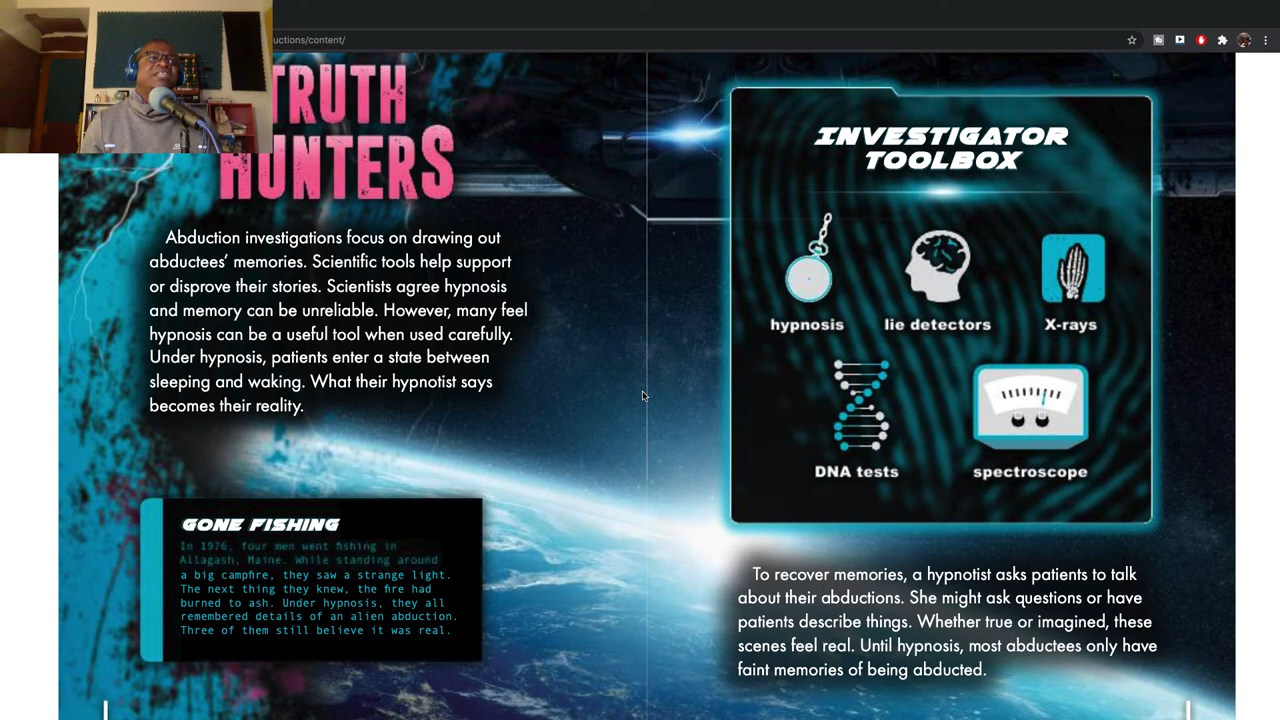 uctions/content/
TRUTH
HUNTERS
Abduction investigations focus on drawing out
abductees' memories. Scientific tools help support
or disprove their stories. Scientists agree hypnosis
and memory can be unreliable. However, many feel
hypnosis can be a useful tool when used carefully.
Under hypnosis, patients enter a state between
sleeping and waking. What their hypnotist says
becomes their reality.
GONE FISHING
In 1976, four men went fishing in
Allagash, Maine. While standing around
a big campfire, they saw a strange light.
The next thing they knew, the fire had
burned to ash. Under hypnosis, they all
remembered details of an alien abduction.
Three of them still believe it was real.
INVESTIGATOR
TOOLBOX
hypnosis lie detectors X-rays
DNA tests spectroscope
To recover memories, a hypnotist asks patients to talk
about their abductions. She might ask questions or have
patients describe things. Whether true or imagined, these
scenes feel real. Until hypnosis, most abductees only have
faint memories of being abducted.